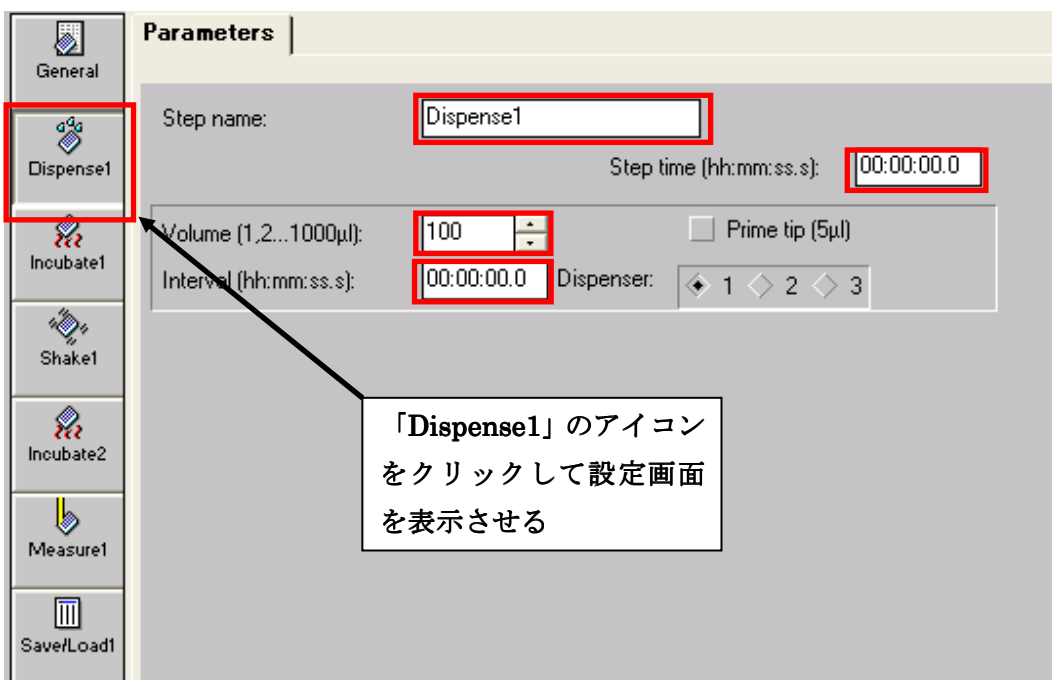 Parameters
General
Dispense1
Incubate1
Shake1
Incubate2
Measure1
Save/Load1
Step name:
Dispense1
Step time (hh:mm:ss.s):
00:00:00.0
Volume (1,2...1000µl):
100
Prime tip (5µl)
Interval (hh:mm:ss.s):
00:00:00.0
Dispenser:
1 2 3
「Dispense1」のアイコン
をクリックして設定画面
を表示させる